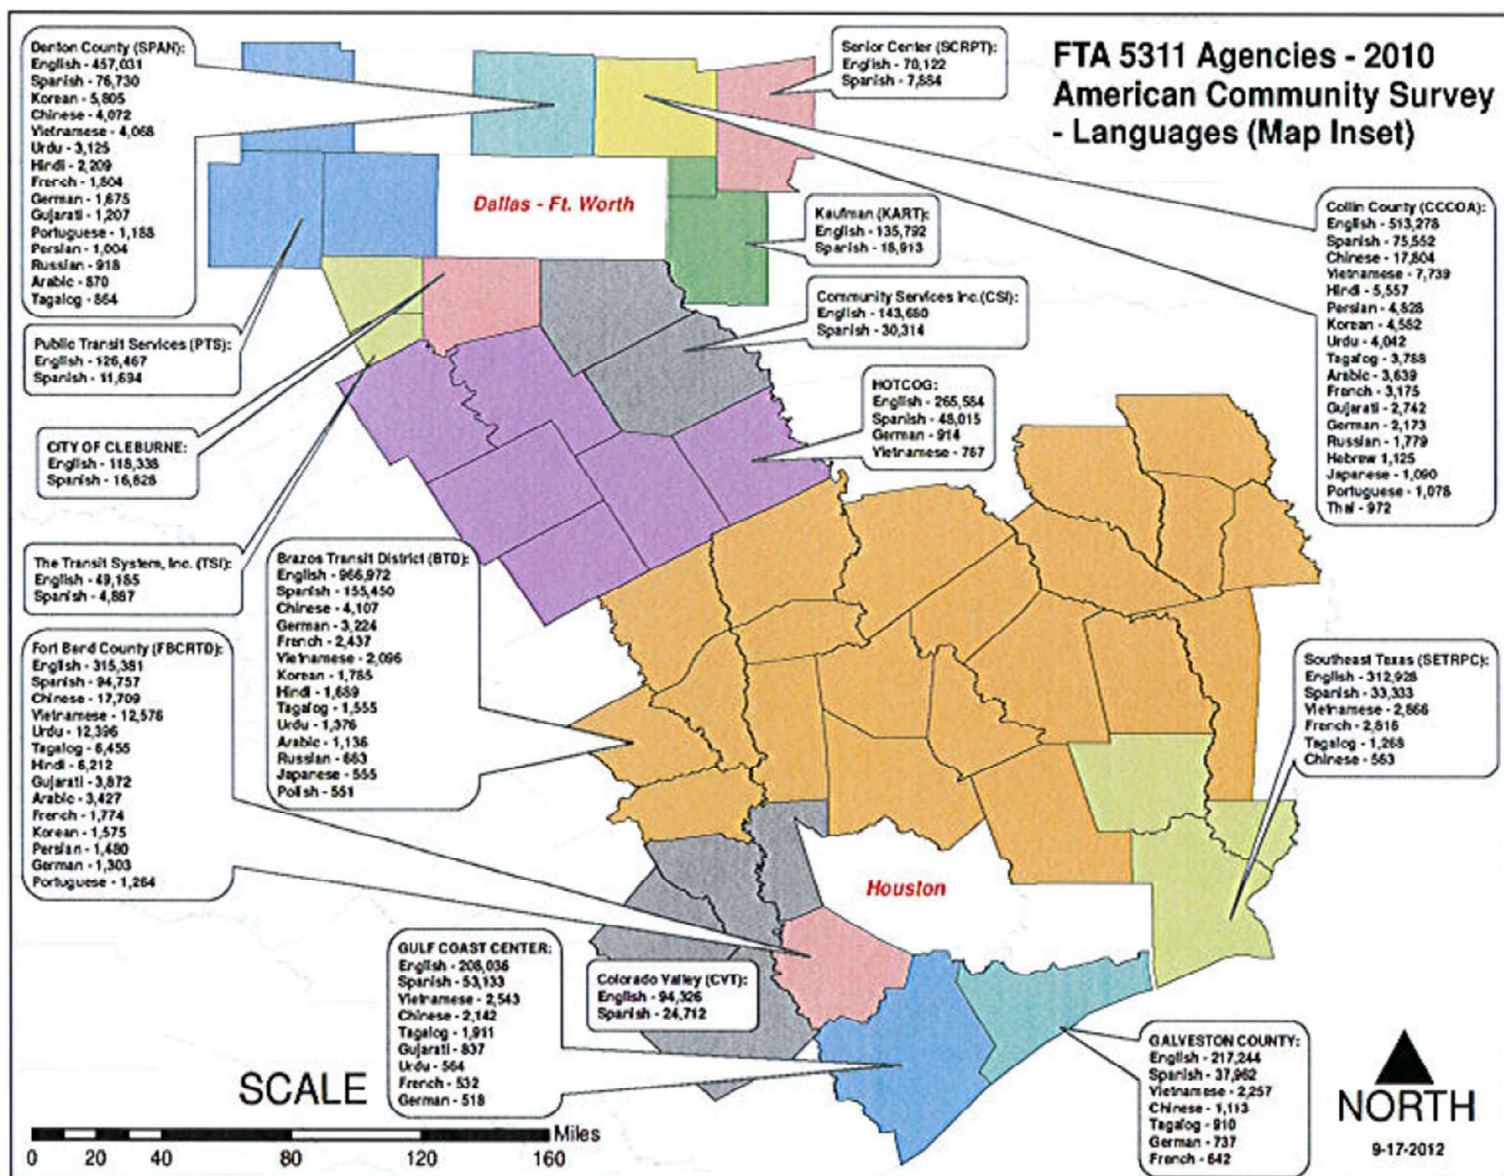 FTA 5311 Agencies - 2010
American Community Survey
- Languages (Map Inset)
Denton County (SPAN):
English - 457,031
Spanish - 76,730
Korean - 5,805
Chinese - 4,072
Vietnamese - 4,068
Urdu - 3,125
Hindi - 2,209
French - 1,804
German - 1,675
Gujarati - 1,207
Portuguese - 1,188
Persian - 1,004
Russian - 918
Arabic - 870
Tagalog - 864
Senior Center (SCRPT):
English - 70,122
Spanish - 7,884
Dallas - Ft. Worth
Kaufman (KART):
English - 135,792
Spanish - 18,913
Collin County (CCCOA):
English - 513,278
Spanish - 75,552
Chinese - 17,804
Vietnamese - 7,739
Hindi - 5,557
Persian - 4,828
Korean - 4,582
Urdu - 4,042
Tagalog - 3,788
Arabic - 3,639
French - 3,175
Gujarati - 2,742
German - 2,173
Russian - 1,779
Hebrew 1,125
Japanese - 1,090
Portuguese - 1,078
Thai - 972
Community Services Inc.(CSI):
English - 143,680
Spanish - 30,314
Public Transit Services (PTS):
English - 126,467
Spanish - 11,694
HOTCOG:
English - 265,584
Spanish - 48,015
German - 914
Vietnamese - 767
CITY OF CLEBURNE:
English - 118,338
Spanish - 16,828
The Transit System, Inc. (TSI):
English - 49,185
Spanish - 4,887
Brazos Transit District (BTD):
English - 966,972
Spanish - 155,450
Chinese - 4,107
German - 3,224
French - 2,437
Vietnamese - 2,096
Korean - 1,785
Hindi - 1,689
Tagalog - 1,555
Urdu - 1,376
Arabic - 1,136
Russian - 663
Japanese - 555
Polish - 551
Fort Bend County (FBCRTD):
English - 315,381
Spanish - 94,757
Chinese - 17,709
Vietnamese - 12,576
Urdu - 12,396
Tagalog - 6,455
Hindi - 6,212
Gujarati - 3,872
Arabic - 3,427
French - 1,774
Korean - 1,575
Persian - 1,480
German - 1,303
Portuguese - 1,264
Southeast Texas (SETRPC):
English - 312,928
Spanish - 33,333
Vietnamese - 2,866
French - 2,816
Tagalog - 1,268
Chinese - 563
Houston
GULF COAST CENTER:
English - 208,036
Spanish - 53,133
Vietnamese - 2,543
Chinese - 2,142
Tagalog - 1,911
Gujarati - 837
Urdu - 564
French - 532
German - 518
Colorado Valley (CVT):
English - 94,326
Spanish - 24,712
GALVESTON COUNTY:
English - 217,244
Spanish - 37,962
Vietnamese - 2,257
Chinese - 1,113
Tagalog - 910
German - 737
French - 642
SCALE
Miles
0 20 40 80 120 160
NORTH
9-17-2012